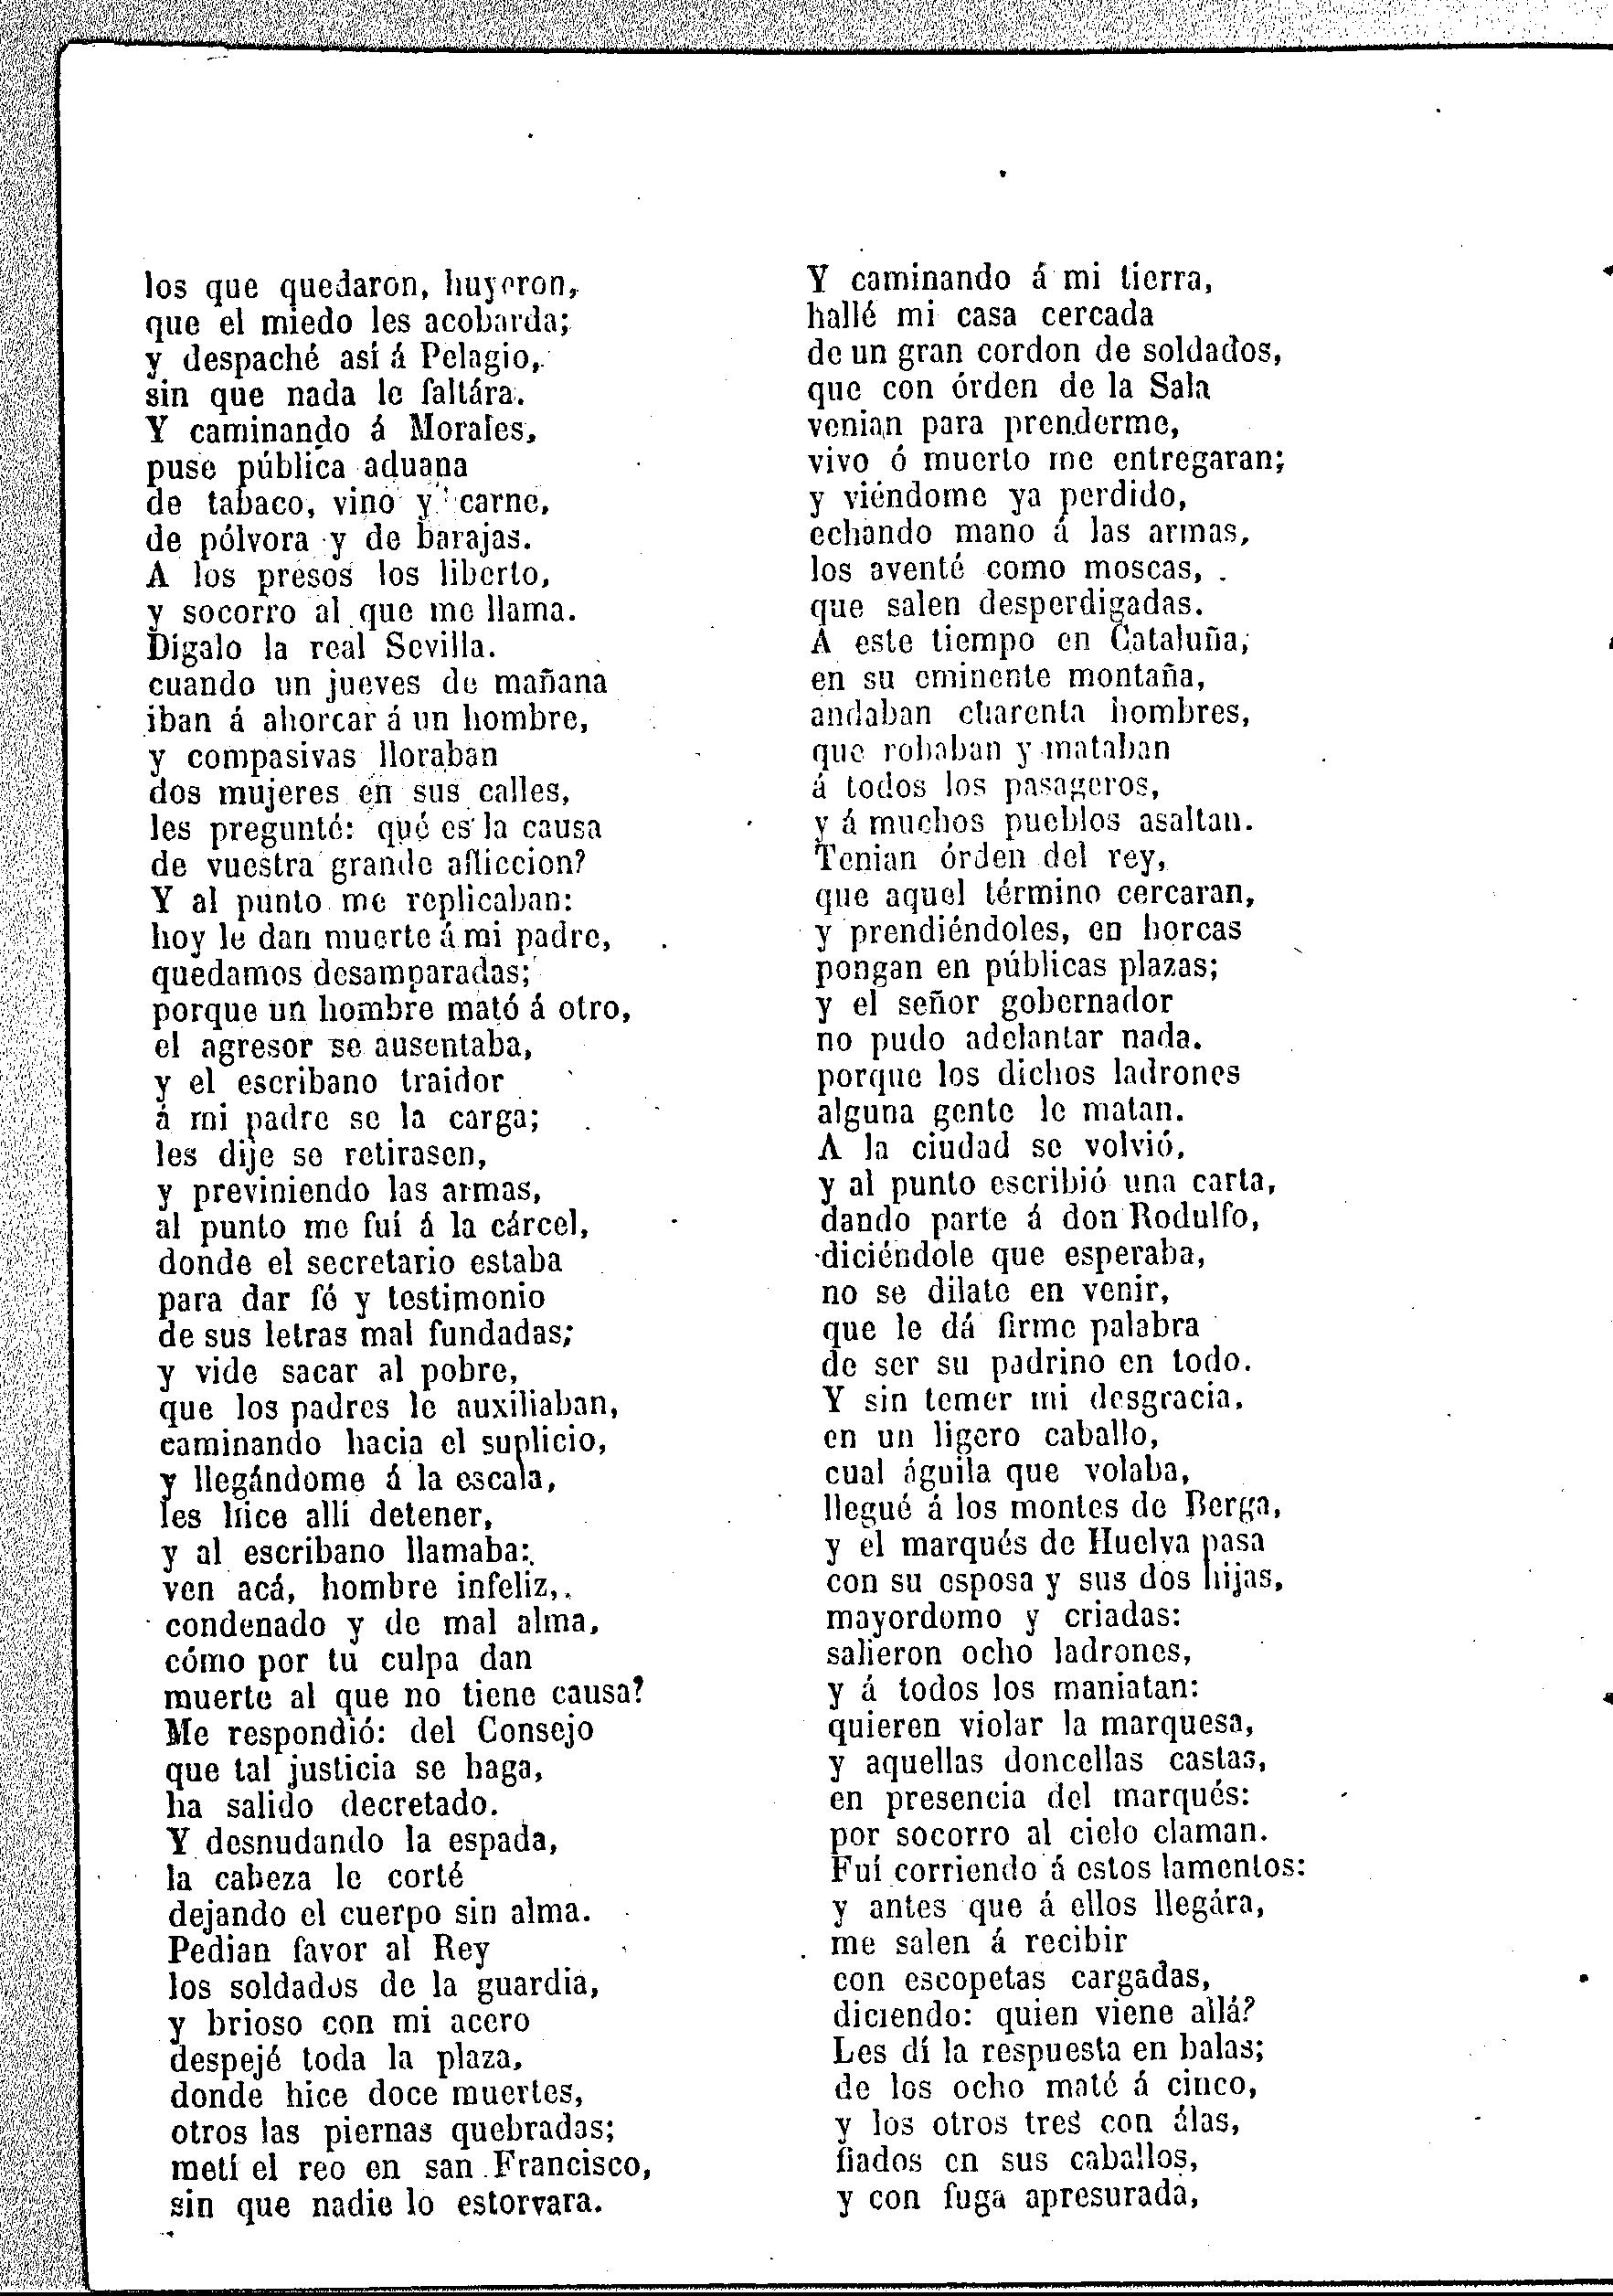 los que quedaron, huyeron,
que el miedo les acobarda;
y despaché así á Pelagio,
sin que nada le faltára.
Y caminando á Morales,
puse pública aduana
de tabaco, vino y carne,
de pólvora y de barajas.
A los presos los liberto,
y socorro al que me llama.
Digalo la real Sevilla.
cuando un jueves de mañana
iban á ahorcar á un hombre,
y compasivas lloraban
dos mujeres en sus calles,
les pregunté: qué es la causa
de vuestra grande afliccion?
Y al punto me replicaban:
hoy le dan muerte á mi padre,
quedamos desamparadas;
porque un hombre mató á otro,
el agresor se ausentaba,
y el escribano traidor
á mi padre se la carga;
les dije se retirasen,
y previniendo las armas,
al punto me fuí á la cárcel,
donde el secretario estaba
para dar fé y testimonio
de sus letras mal fundadas;
y vide sacar al pobre,
que los padres le auxiliaban,
caminando hacia el suplicio,
y llegándome á la escala,
les hice alli detener,
y al escribano llamaba:
ven acá, hombre infeliz,
condenado y de mal alma,
cómo por tu culpa dan
muerte al que no tiene causa?
Me respondió: del Consejo
que tal justicia se haga,
ha salido decretado.
Y desnudando la espada,
la cabeza le corté
dejando el cuerpo sin alma.
Pedian favor al Rey
los soldados de la guardia,
y brioso con mi acero
despejé toda la plaza,
donde hice doce muertes,
otros las piernas quebradas;
metí el reo en san Francisco,
sin que nadie lo estorvara.
Y caminando á mi tierra,
hallé mi casa cercada
de un gran cordon de soldados,
que con órden de la Sala
venian para prenderme,
vivo ó muerto me entregaran;
y viéndome ya perdido,
echando mano á las armas,
los aventé como moscas,
que salen desperdigadas.
A este tiempo en Cataluña,
en su eminente montaña,
andaban cuarenta hombres,
que robaban y mataban
á todos los pasageros,
y á muchos pueblos asaltan.
Tenian órden del rey,
que aquel término cercaran,
y prendiéndoles, en horcas
pongan en públicas plazas;
y el señor gobernador
no pudo adelantar nada.
porque los dichos ladrones
alguna gente le matan.
A la ciudad se volvió,
y al punto escribió una carta,
dando parte á don Rodulfo,
diciéndole que esperaba,
no se dilate en venir,
que le dá firme palabra
de ser su padrino en todo.
Y sin temer mi desgracia,
en un ligero caballo,
cual águila que volaba,
llegué á los montes de Berga,
y el marqués de Huelva pasa
con su esposa y sus dos hijas,
mayordomo y criadas:
salieron ocho ladrones,
y á todos los maniatan:
quieren violar la marquesa,
y aquellas doncellas castas,
en presencia del marqués:
por socorro al cielo claman.
Fuí corriendo á estos lamentos:
y antes que á ellos llegára,
me salen á recibir
con escopetas cargadas,
diciendo: quien viene allá?
Les dí la respuesta en balas;
de los ocho maté á cinco,
y los otros tres con álas,
fiados en sus caballos,
y con fuga apresurada,